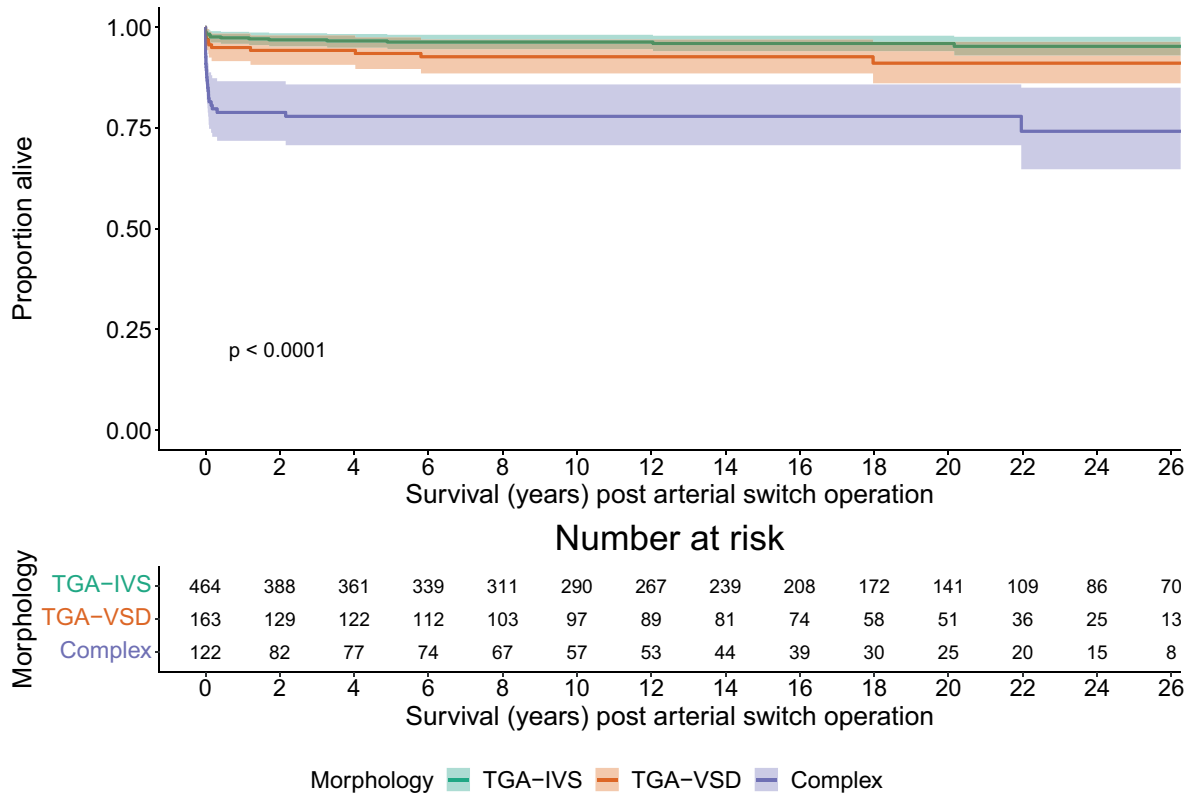 Proportion alive
1.00
0.75
0.50
0.25
0.00
p < 0.0001
0 2 4 6 8 10 12 14 16 18 20 22 24 26
Survival (years) post arterial switch operation
Number at risk
Morphology
TGA−IVS 464 388 361 339 311 290 267 239 208 172 141 109 86 70
TGA−VSD 163 129 122 112 103 97 89 81 74 58 51 36 25 13
Complex 122 82 77 74 67 57 53 44 39 30 25 20 15 8
0 2 4 6 8 10 12 14 16 18 20 22 24 26
Survival (years) post arterial switch operation
Morphology TGA−IVS TGA−VSD Complex